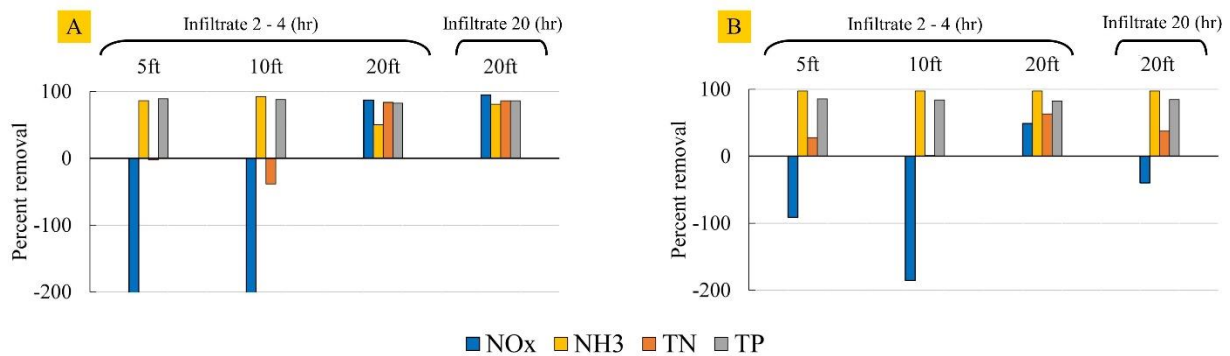 A
Infiltrate 2 - 4 (hr)
Infiltrate 20 (hr)
5ft
10ft
20ft
20ft
100
0
-100
-200
Percent removal
B
Infiltrate 2 - 4 (hr)
Infiltrate 20 (hr)
5ft
10ft
20ft
20ft
100
0
-100
-200
Percent removal
NOx NH3 TN TP